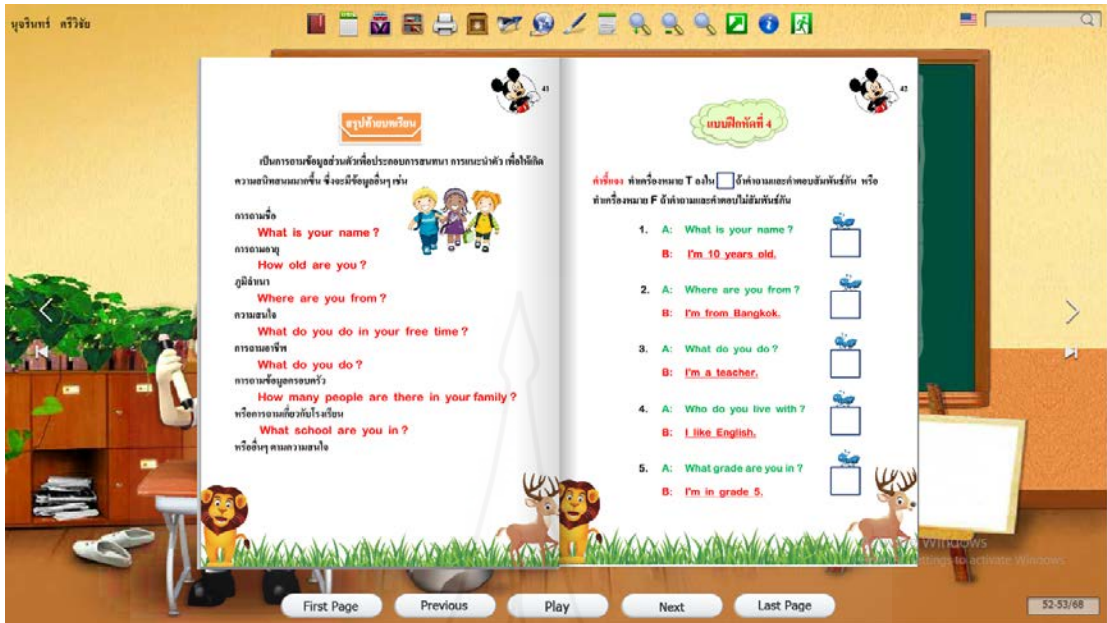 นุจรินทร์ ศรีวิชัย
41
สรุปท้ายบทเรียน
เป็นการถามข้อมูลส่วนตัวเพื่อประกอบการสนทนา การแนะนำตัว เพื่อให้เกิด
ความสนิทสนมมากขึ้น ซึ่งจะมีข้อมูลอื่นๆ เช่น
การถามชื่อ
What is your name ?
การถามอายุ
How old are you ?
ภูมิลำเนา
Where are you from ?
ความสนใจ
What do you do in your free time ?
การถามอาชีพ
What do you do ?
การถามข้อมูลครอบครัว
How many people are there in your family ?
หรือการถามเกี่ยวกับโรงเรียน
What school are you in ?
หรืออื่นๆ ตามความสนใจ
42
แบบฝึกหัดที่ 4
คำชี้แจง ทำเครื่องหมาย T ลงใน ถ้าคำถามและคำตอบสัมพันธ์กัน หรือ
ทำเครื่องหมาย F ถ้าคำถามและคำตอบไม่สัมพันธ์กัน
1. A: What is your name ?
B: I'm 10 years old.
2. A: Where are you from ?
B: I'm from Bangkok.
3. A: What do you do ?
B: I'm a teacher.
4. A: Who do you live with ?
B: I like English.
5. A: What grade are you in ?
B: I'm in grade 5.
Windows
to activate Windows.
First Page Previous Play Next Last Page
52-53/68